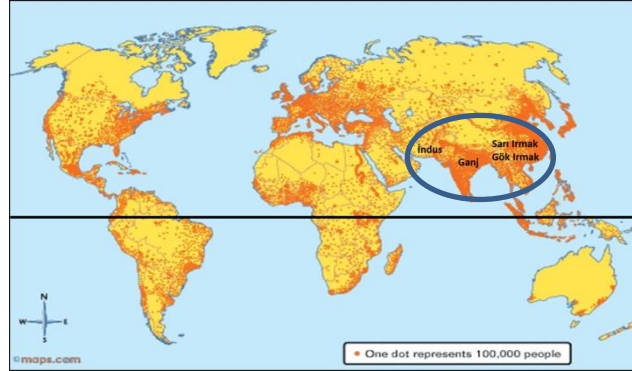 İndus
Ganj
Sarı Irmak
Gök Irmak
N
W
E
S
©maps.com
One dot represents 100,000 people